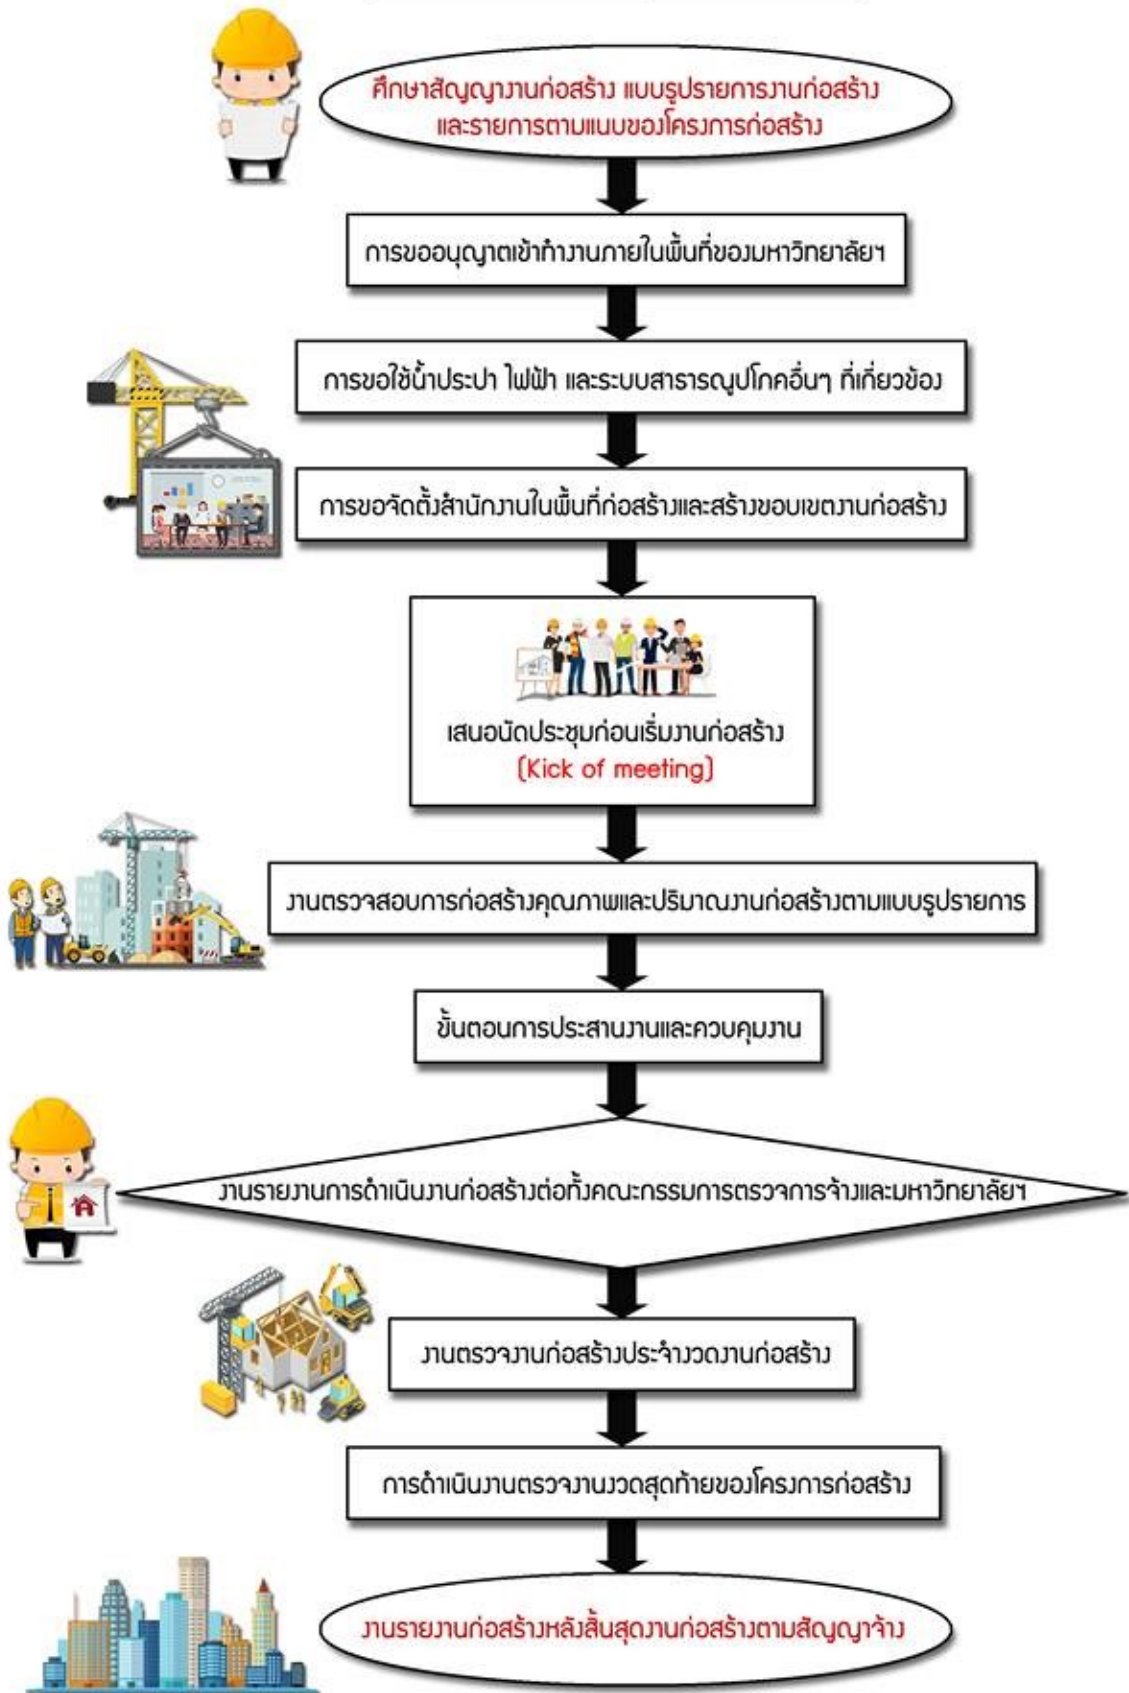 ศึกษาสัญญางานก่อสร้าง แบบรูปรายการงานก่อสร้าง
และรายการตามแนบของโครงการก่อสร้าง
การขออนุญาตเข้าทำงานภายในพื้นที่ของมหาวิทยาลัยฯ
การขอใช้น้ำประปา ไฟฟ้า และระบบสาธารณูปโภคอื่นๆ ที่เกี่ยวข้อง
การขอจัดตั้งสำนักงานในพื้นที่ก่อสร้างและสร้างขอบเขตงานก่อสร้าง
เสนอนัดประชุมก่อนเริ่มงานก่อสร้าง
(Kick of meeting)
งานตรวจสอบการก่อสร้างคุณภาพและปริมาณงานก่อสร้างตามแบบรูปรายการ
ขั้นตอนการประสานงานและควบคุมงาน
งานรายงานการดำเนินงานก่อสร้างต่อทั้งคณะกรรมการตรวจการจ้างและมหาวิทยาลัยฯ
งานตรวจงานก่อสร้างประจำงวดงานก่อสร้าง
การดำเนินงานตรวจงานงวดสุดท้ายของโครงการก่อสร้าง
งานรายงานก่อสร้างหลังสิ้นสุดงานก่อสร้างตามสัญญาจ้าง